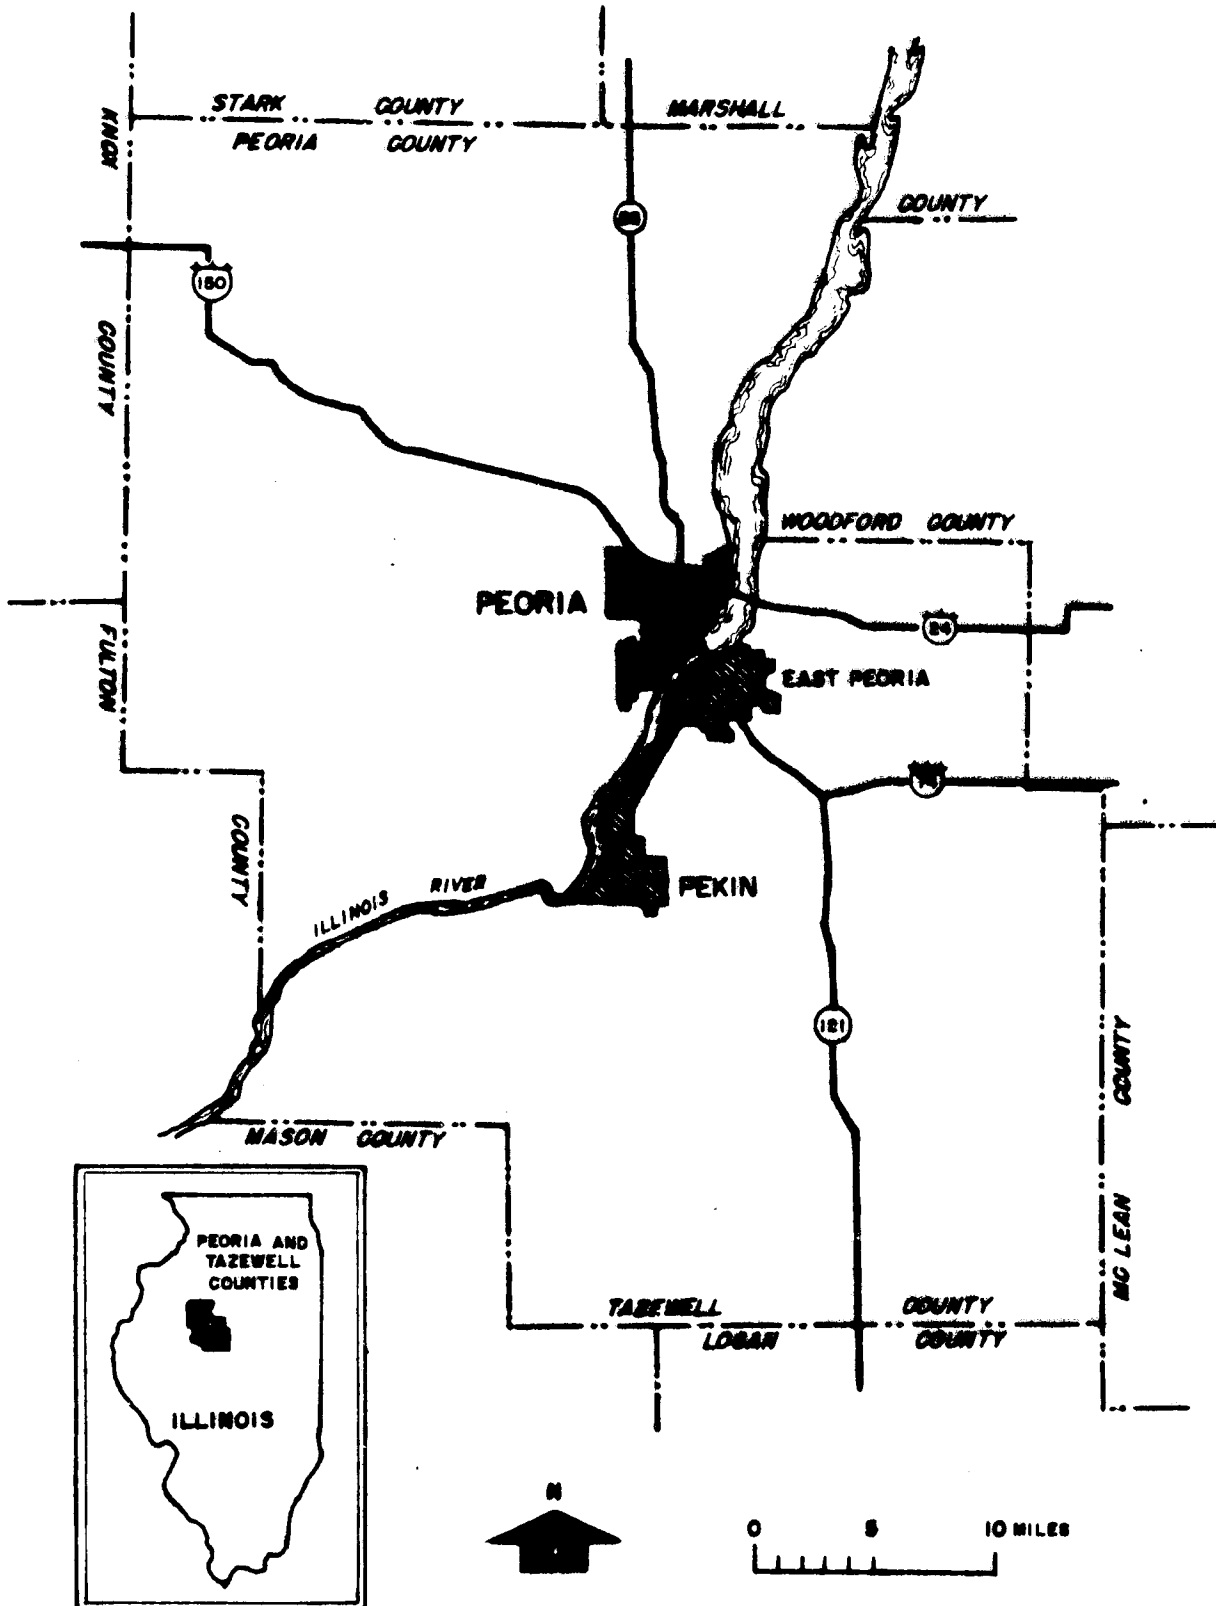 STARK COUNTY
MARSHALL
PEORIA COUNTY
KNOX
COUNTY
COUNTY
150
WOODFORD COUNTY
PEORIA
24
FULTON
EAST PEORIA
74
COUNTY
PEKIN
ILLINOIS RIVER
121
COUNTY
MASON COUNTY
MC LEAN
PEORIA AND
TAZEWELL
COUNTIES
TAZEWELL COUNTY
LOGAN COUNTY
ILLINOIS
N
0 5 10 MILES